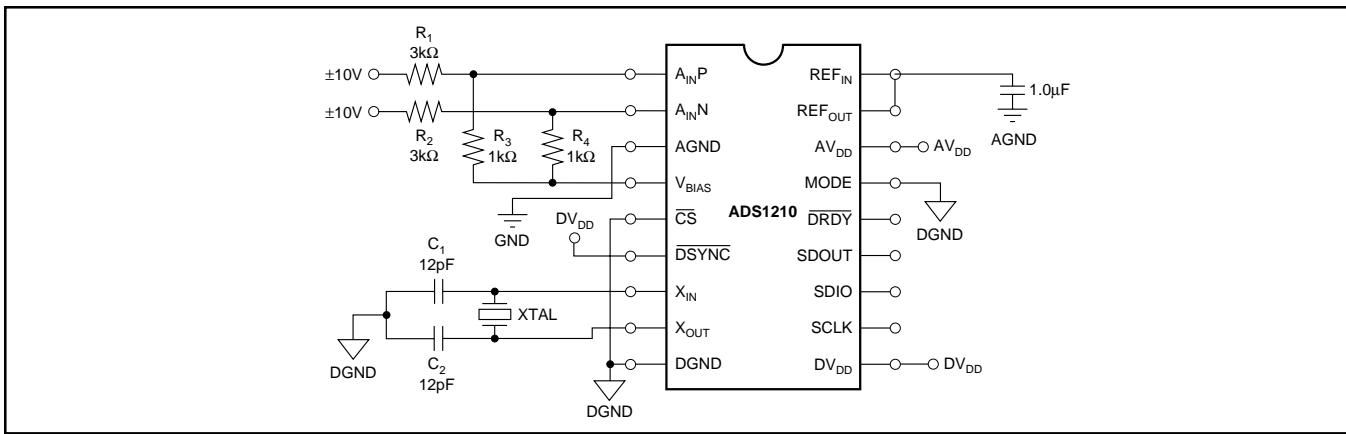 R1
3kΩ
±10V
±10V
R2
3kΩ
R3
1kΩ
R4
1kΩ
GND
DVDD
C1
12pF
XTAL
C2
12pF
DGND
DGND
AINP
AINN
AGND
VBIAS
CS
DSYNC
XIN
XOUT
DGND
ADS1210
REFIN
REFOUT
AVDD
MODE
DRDY
SDOUT
SDIO
SCLK
DVDD
1.0µF
AGND
AVDD
DGND
DVDD